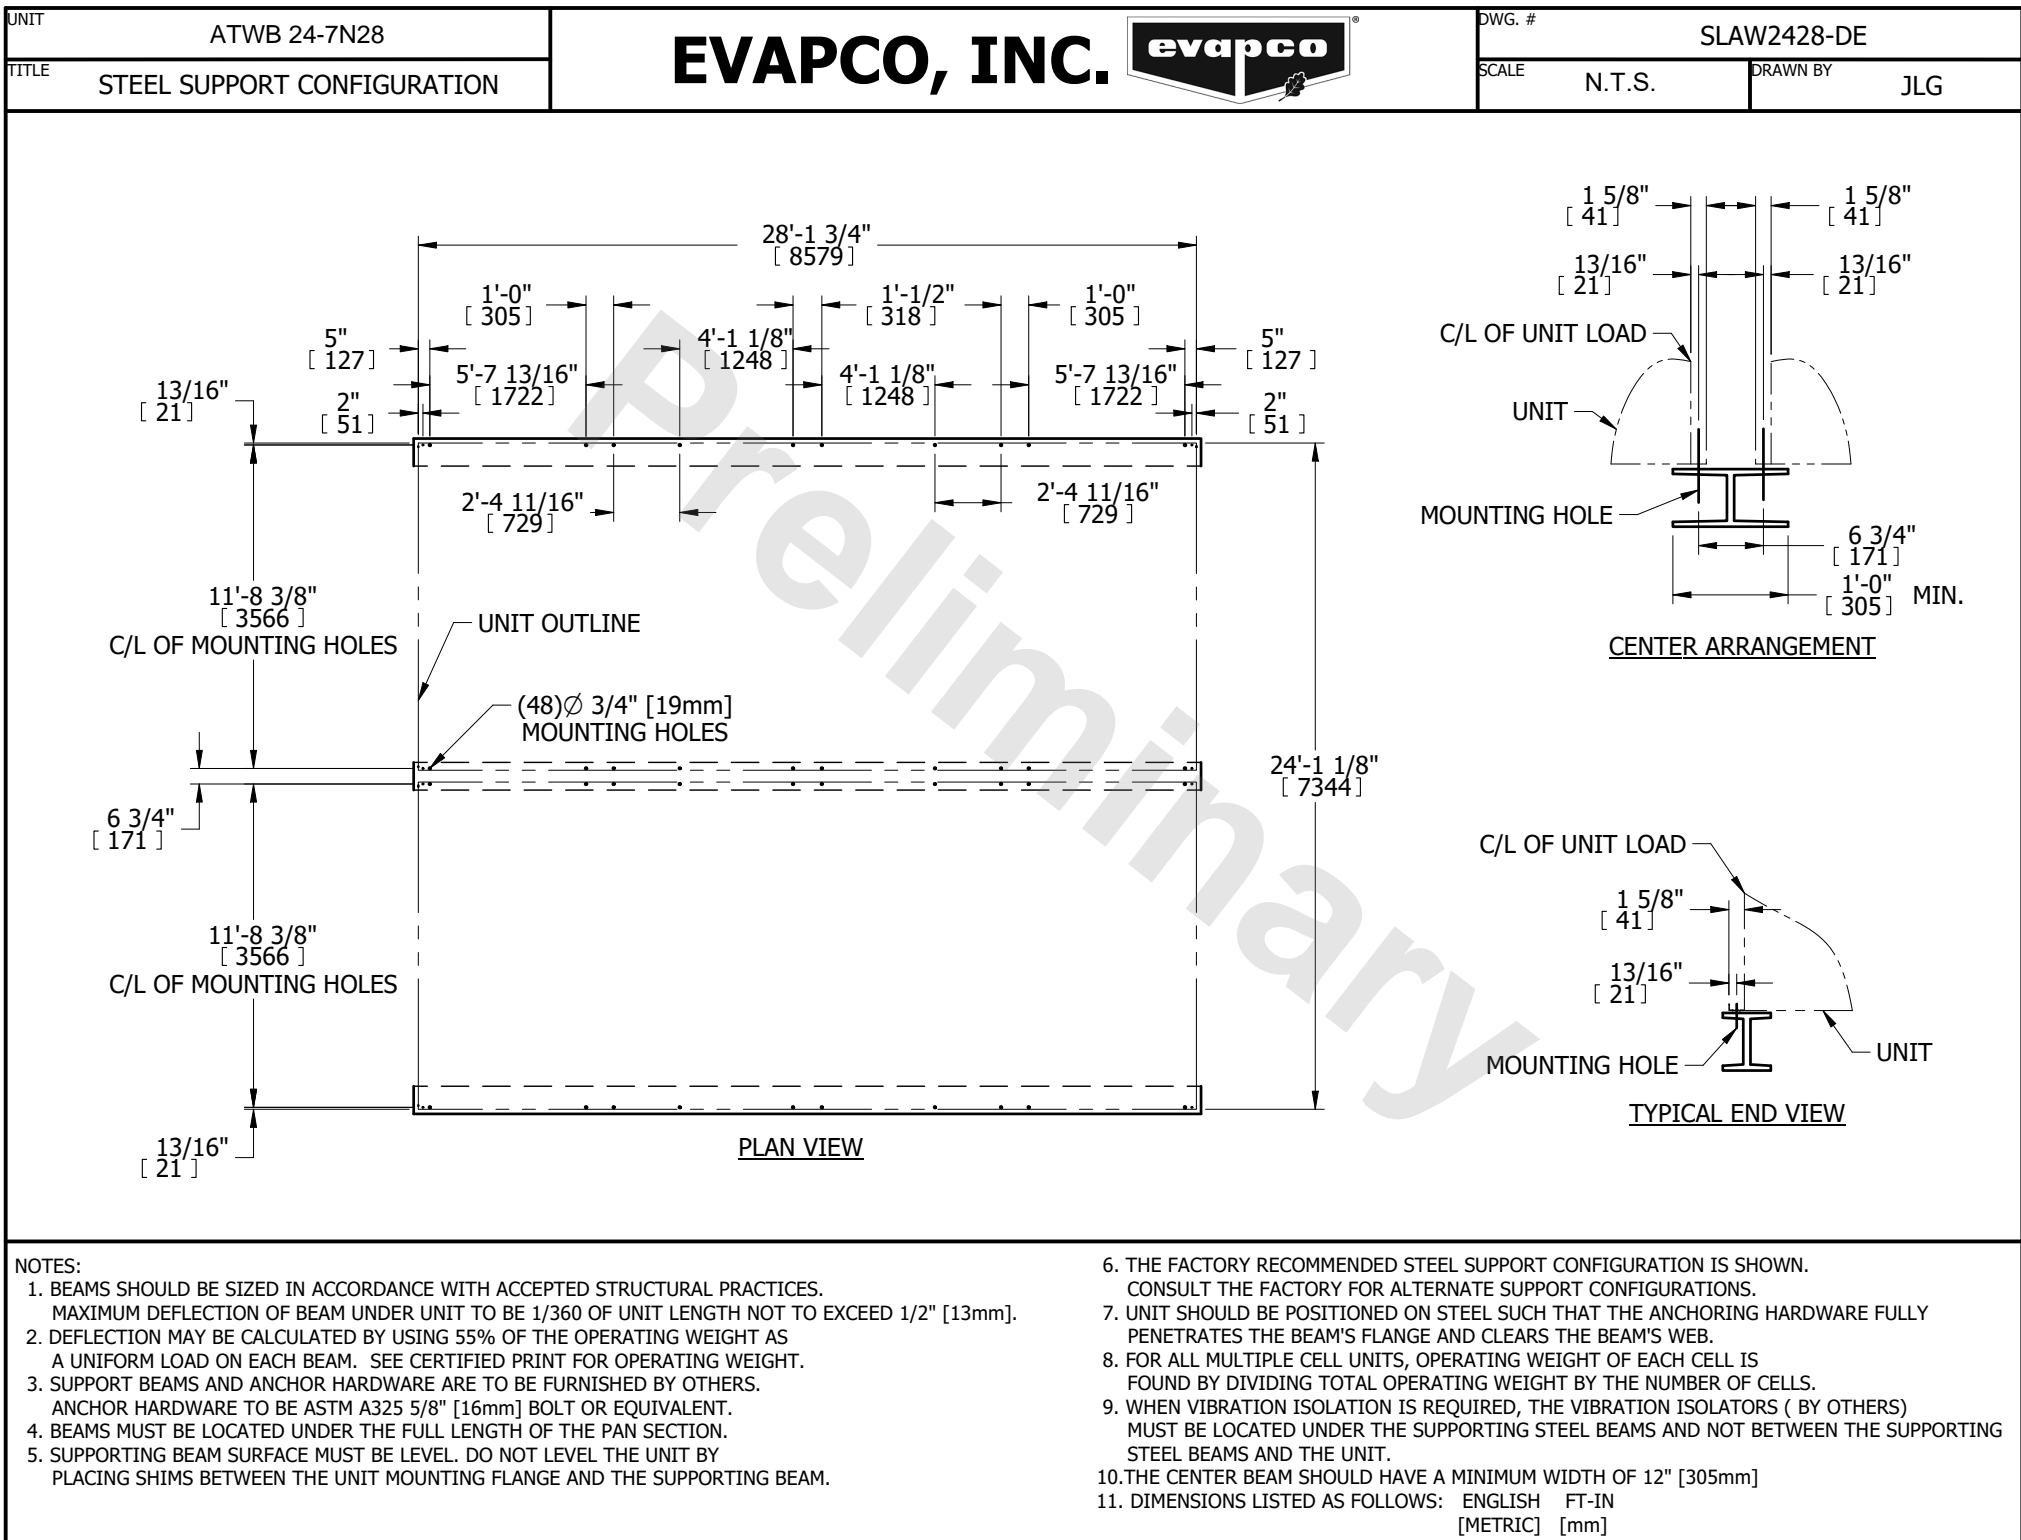 UNIT
ATWB 24-7N28
TITLE
STEEL SUPPORT CONFIGURATION
EVAPCO, INC.
evapco
®
DWG. #
SLAW2428-DE
SCALE
N.T.S.
DRAWN BY
JLG
28'-1 3/4"
[ 8579 ]
1'-0"
[ 305 ]
1'-1/2"
[ 318 ]
1'-0"
[ 305 ]
5"
[ 127 ]
4'-1 1/8"
[ 1248 ]
5"
[ 127 ]
5'-7 13/16"
[ 1722 ]
4'-1 1/8"
[ 1248 ]
5'-7 13/16"
[ 1722 ]
13/16"
[ 21 ]
2"
[ 51 ]
2"
[ 51 ]
2'-4 11/16"
[ 729 ]
2'-4 11/16"
[ 729 ]
11'-8 3/8"
[ 3566 ]
C/L OF MOUNTING HOLES
UNIT OUTLINE
(48)Ø 3/4" [19mm]
MOUNTING HOLES
6 3/4"
[ 171 ]
24'-1 1/8"
[ 7344 ]
11'-8 3/8"
[ 3566 ]
C/L OF MOUNTING HOLES
13/16"
[ 21 ]
PLAN VIEW
Preliminary
1 5/8"
[ 41 ]
1 5/8"
[ 41 ]
13/16"
[ 21 ]
13/16"
[ 21 ]
C/L OF UNIT LOAD
UNIT
MOUNTING HOLE
6 3/4"
[ 171 ]
1'-0"
[ 305 ] MIN.
CENTER ARRANGEMENT
C/L OF UNIT LOAD
1 5/8"
[ 41 ]
13/16"
[ 21 ]
MOUNTING HOLE
UNIT
TYPICAL END VIEW
NOTES:
1. BEAMS SHOULD BE SIZED IN ACCORDANCE WITH ACCEPTED STRUCTURAL PRACTICES.
MAXIMUM DEFLECTION OF BEAM UNDER UNIT TO BE 1/360 OF UNIT LENGTH NOT TO EXCEED 1/2" [13mm].
2. DEFLECTION MAY BE CALCULATED BY USING 55% OF THE OPERATING WEIGHT AS
A UNIFORM LOAD ON EACH BEAM. SEE CERTIFIED PRINT FOR OPERATING WEIGHT.
3. SUPPORT BEAMS AND ANCHOR HARDWARE ARE TO BE FURNISHED BY OTHERS.
ANCHOR HARDWARE TO BE ASTM A325 5/8" [16mm] BOLT OR EQUIVALENT.
4. BEAMS MUST BE LOCATED UNDER THE FULL LENGTH OF THE PAN SECTION.
5. SUPPORTING BEAM SURFACE MUST BE LEVEL. DO NOT LEVEL THE UNIT BY
PLACING SHIMS BETWEEN THE UNIT MOUNTING FLANGE AND THE SUPPORTING BEAM.
6. THE FACTORY RECOMMENDED STEEL SUPPORT CONFIGURATION IS SHOWN.
CONSULT THE FACTORY FOR ALTERNATE SUPPORT CONFIGURATIONS.
7. UNIT SHOULD BE POSITIONED ON STEEL SUCH THAT THE ANCHORING HARDWARE FULLY
PENETRATES THE BEAM'S FLANGE AND CLEARS THE BEAM'S WEB.
8. FOR ALL MULTIPLE CELL UNITS, OPERATING WEIGHT OF EACH CELL IS
FOUND BY DIVIDING TOTAL OPERATING WEIGHT BY THE NUMBER OF CELLS.
9. WHEN VIBRATION ISOLATION IS REQUIRED, THE VIBRATION ISOLATORS ( BY OTHERS)
MUST BE LOCATED UNDER THE SUPPORTING STEEL BEAMS AND NOT BETWEEN THE SUPPORTING
STEEL BEAMS AND THE UNIT.
10.THE CENTER BEAM SHOULD HAVE A MINIMUM WIDTH OF 12" [305mm]
11. DIMENSIONS LISTED AS FOLLOWS: ENGLISH FT-IN
[METRIC] [mm]